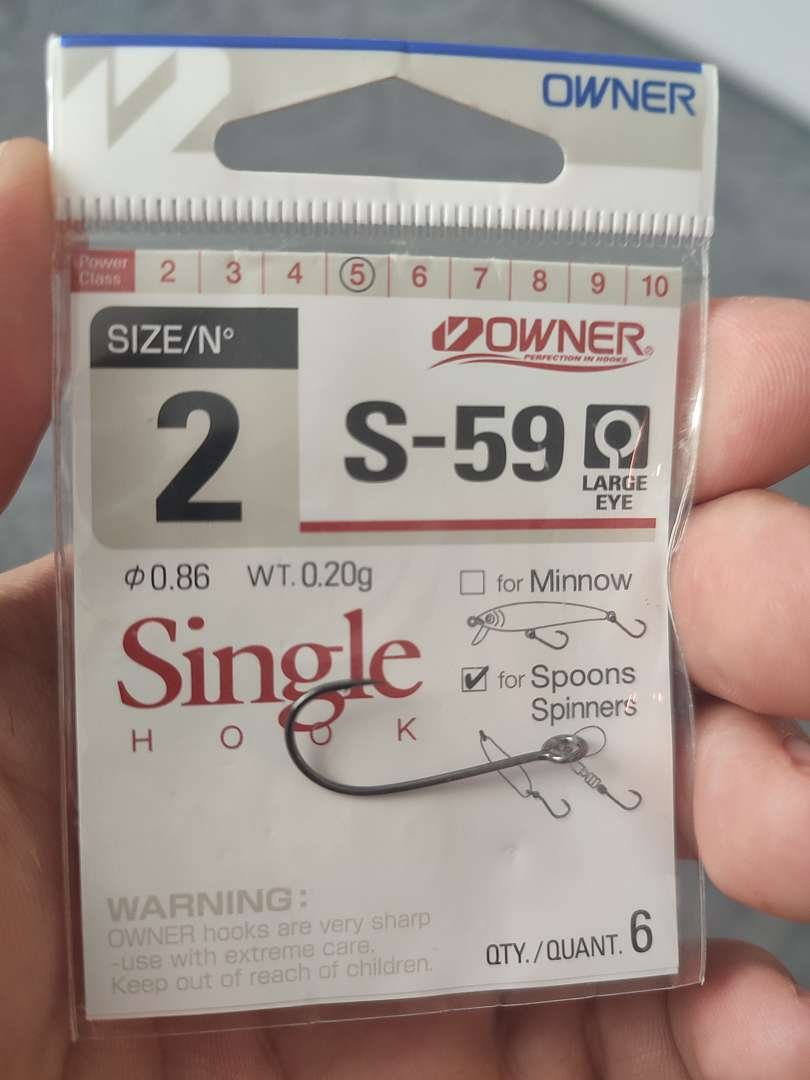 OWNER
Power Class 2 3 4 5 6 7 8 9 10
SIZE/N°
2
OWNER®
PERFECTION IN HOOKS
S-59
LARGE
EYE
Φ0.86 WT.0.20g
for Minnow
for Spoons
Spinners
Single
HOOK
WARNING:
OWNER hooks are very sharp
-use with extreme care.
Keep out of reach of children.
QTY./QUANT. 6